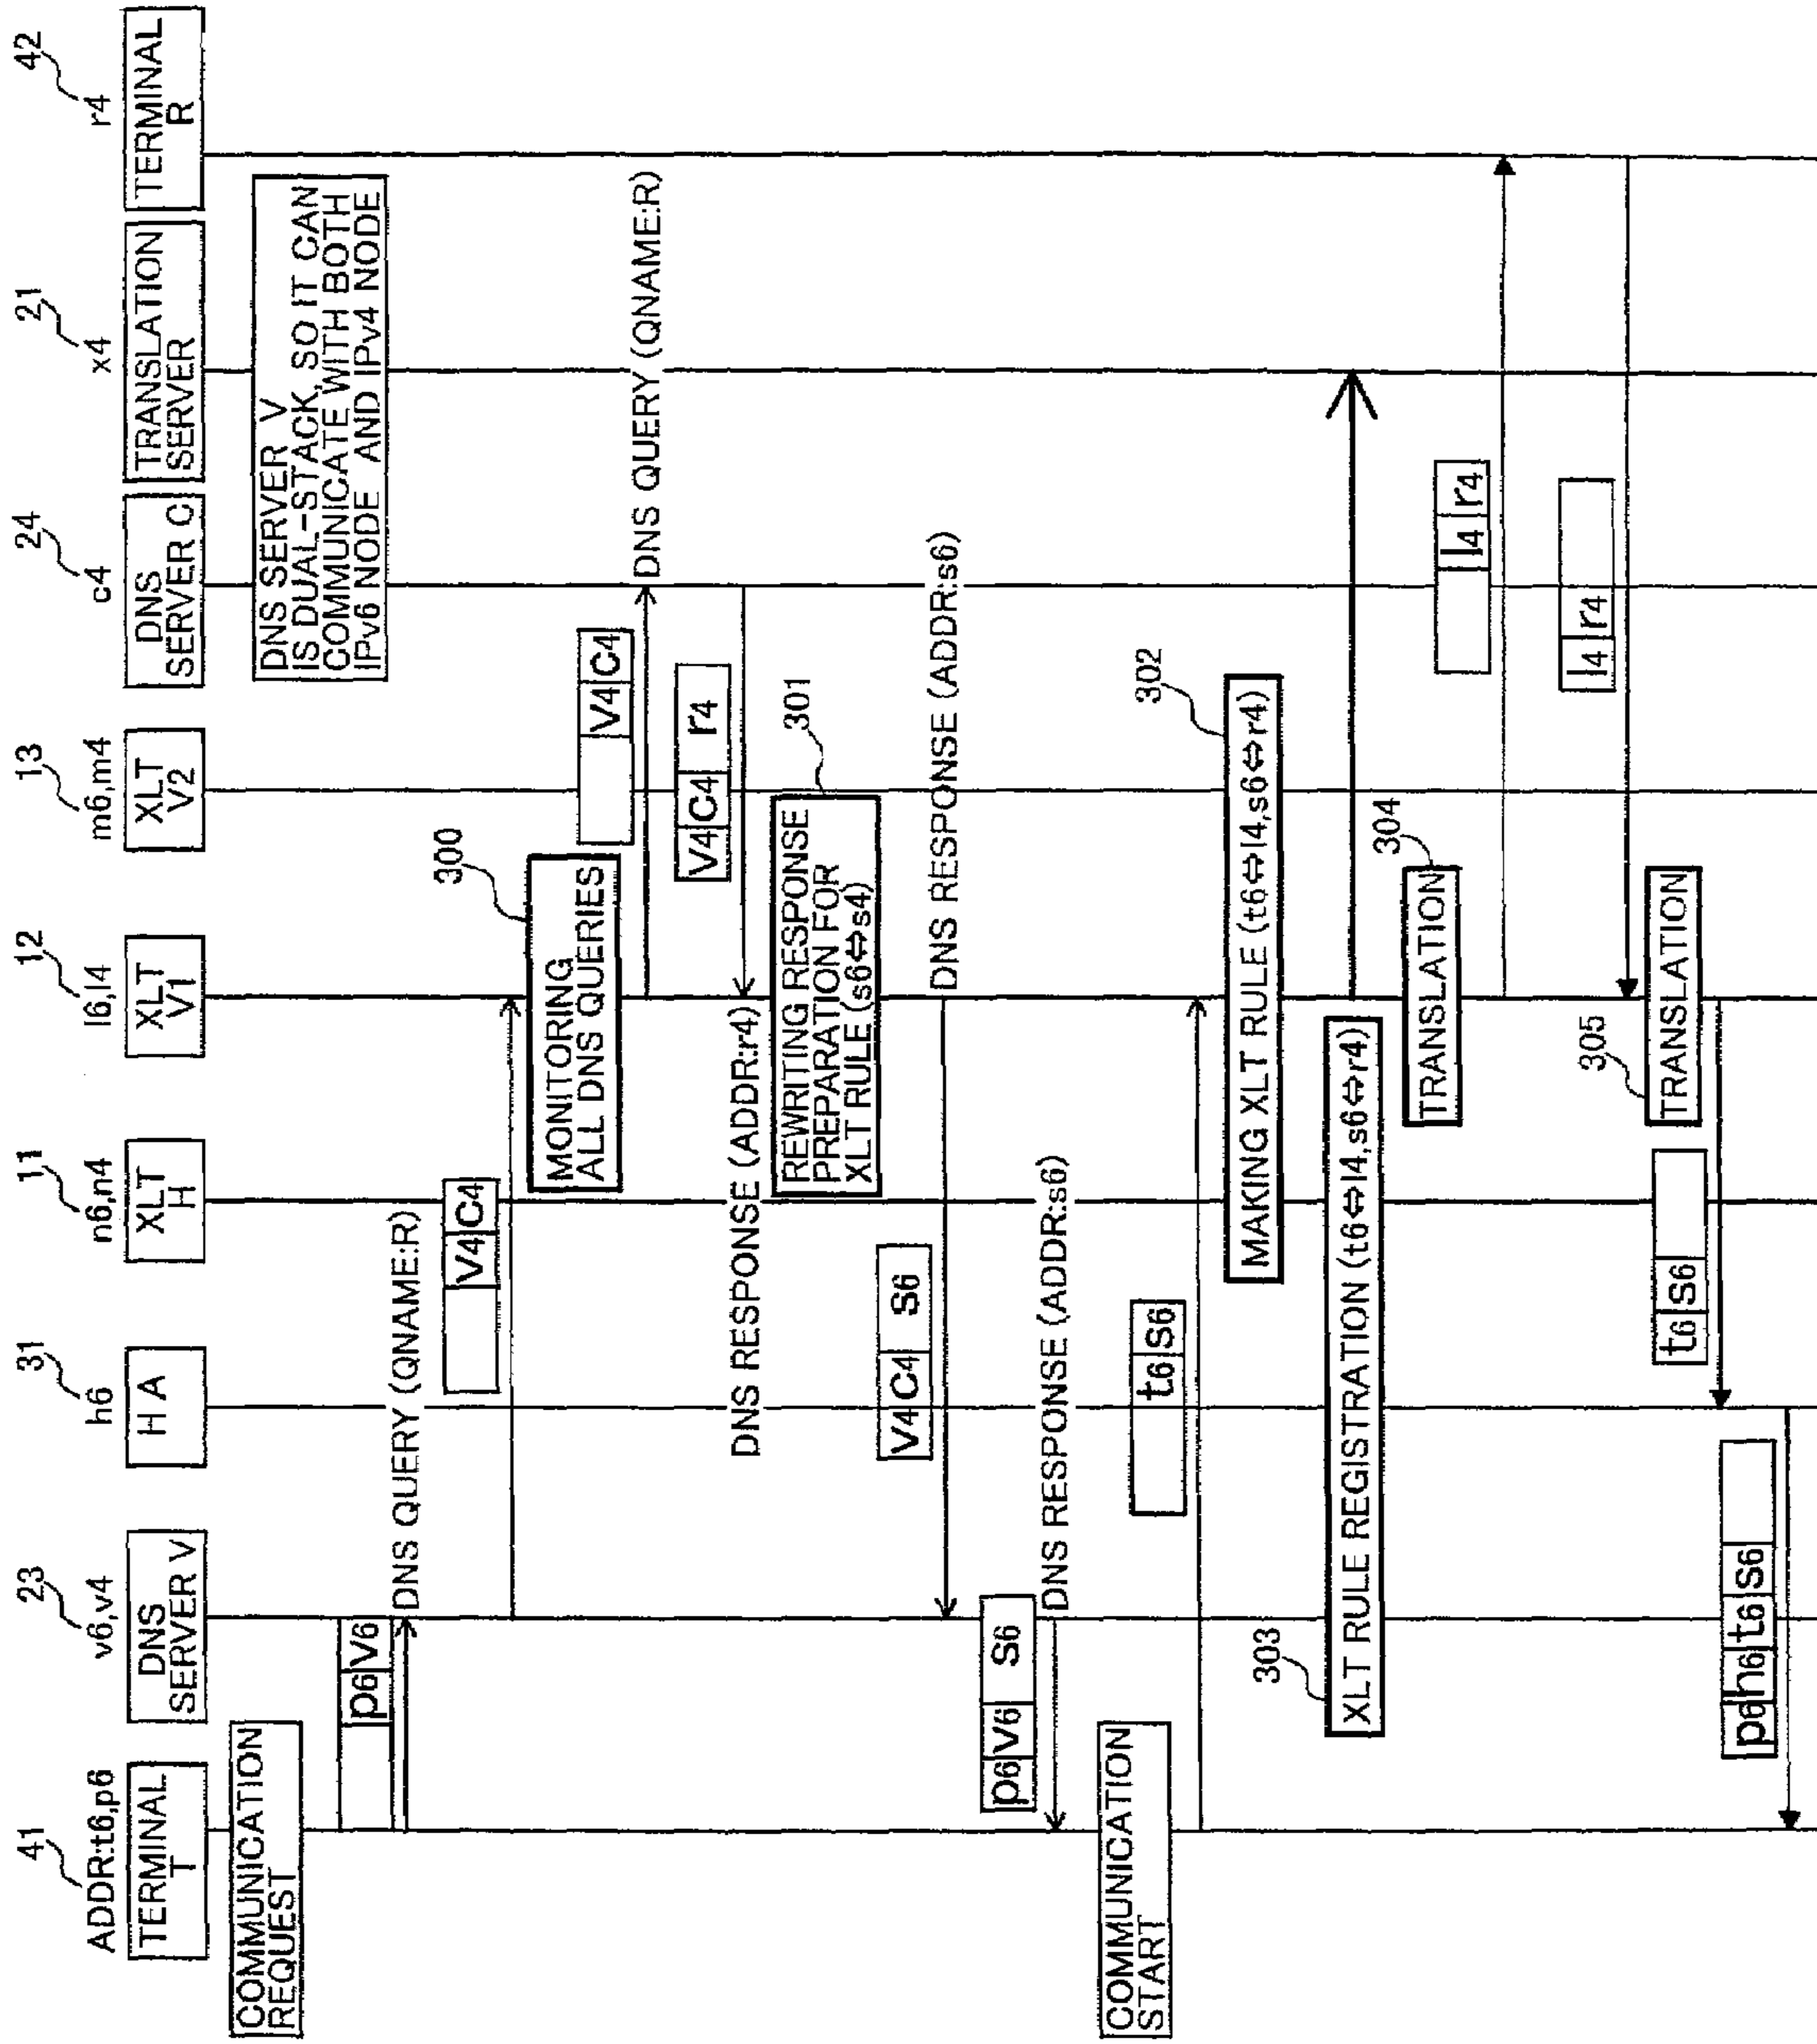 41
ADDR:t6,p6
TERMINAL
T
23
v6,v4
DNS
SERVER V
31
h6
H A
11
n6,n4
XLT
H
12
l6,l4
XLT
V1
13
m6,m4
XLT
V2
24
c4
DNS
SERVER C
21
x4
TRANSLATION
SERVER
42
r4
TERMINAL
R
COMMUNICATION
REQUEST
DNS SERVER V
IS DUAL-STACK, SO IT CAN
COMMUNICATE WITH BOTH
IPv6 NODE AND IPv4 NODE
p6 v6
DNS QUERY (QNAME:R)
v4 c4
300
MONITORING
ALL DNS QUERIES
v4 c4
DNS QUERY (QNAME:R)
v4 c4 r4
DNS RESPONSE (ADDR:r4)
301
REWRITING RESPONSE
PREPARATION FOR
XLT RULE (s6⇔s4)
v4 c4 s6
DNS RESPONSE (ADDR:s6)
p6 v6 s6
DNS RESPONSE (ADDR:s6)
COMMUNICATION
START
t6 s6
302
MAKING XLT RULE (t6⇔l4,s6⇔r4)
303
XLT RULE REGISTRATION (t6⇔l4,s6⇔r4)
304
TRANSLATION
l4 r4
l4 r4
305
TRANSLATION
t6 s6
p6 h6 t6 s6